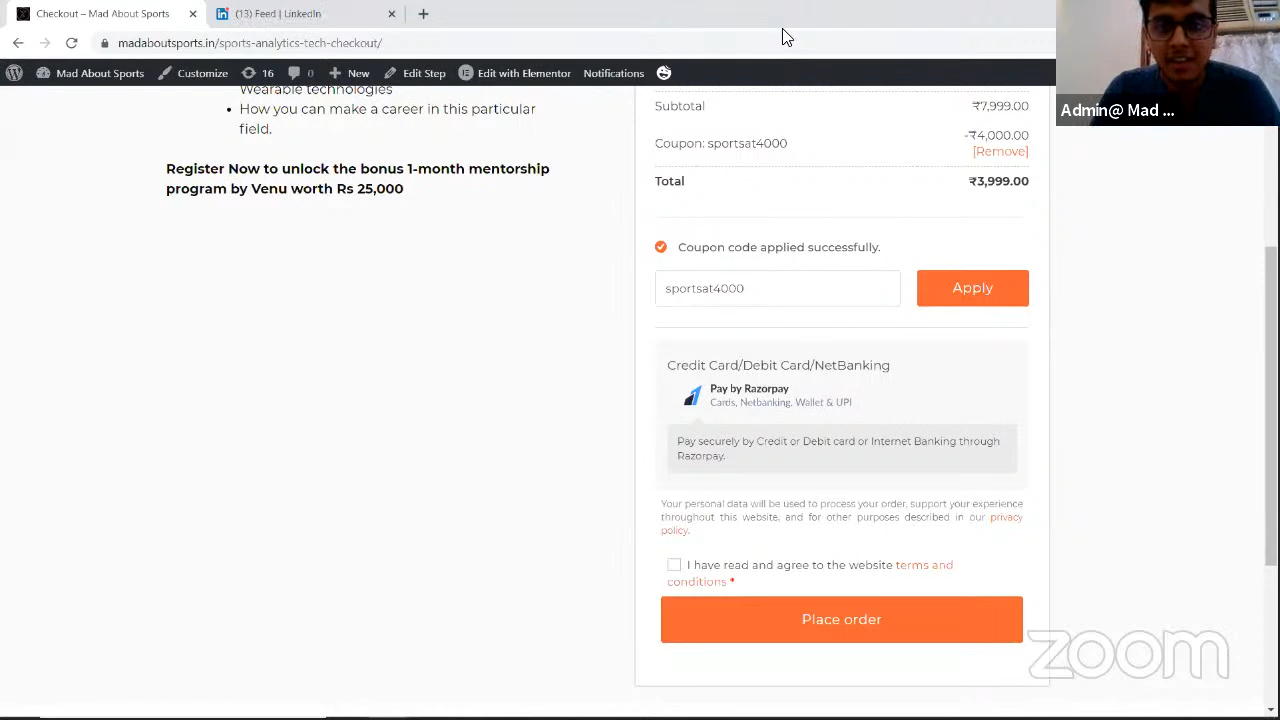 Checkout – Mad About Sports
(13) Feed | LinkedIn
madaboutsports.in/sports-analytics-tech-checkout/
Mad About Sports
Customize
16
0
New
Edit Step
Edit with Elementor
Notifications
Admin@ Mad ...
Wearable technologies
How you can make a career in this particular
field.
Register Now to unlock the bonus 1-month mentorship
program by Venu worth Rs 25,000
Subtotal ₹7,999.00
Coupon: sportsat4000 -₹4,000.00
[Remove]
Total ₹3,999.00
Coupon code applied successfully.
sportsat4000
Apply
Credit Card/Debit Card/NetBanking
Pay by Razorpay
Cards, Netbanking, Wallet & UPI
Pay securely by Credit or Debit card or Internet Banking through
Razorpay.
Your personal data will be used to process your order, support your experience
throughout this website, and for other purposes described in our privacy
policy.
I have read and agree to the website terms and
conditions *
Place order
zoom